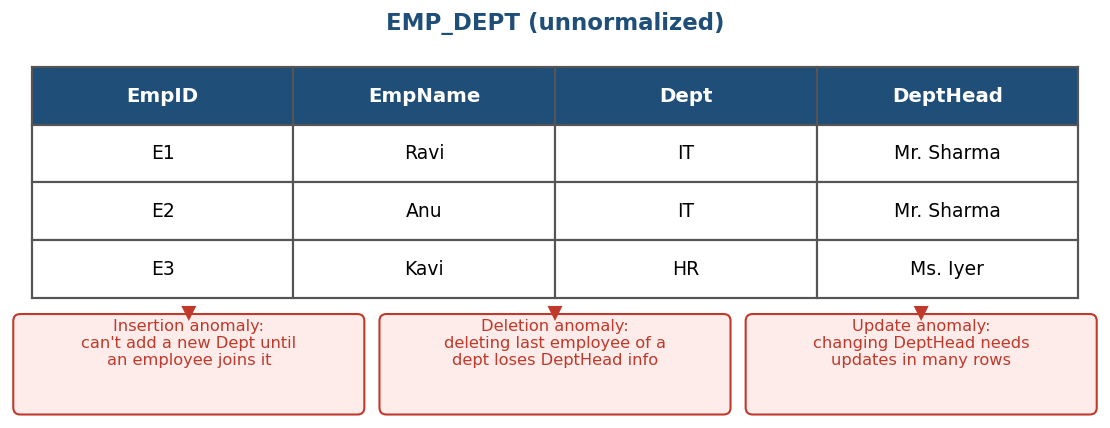 EMP_DEPT (unnormalized)
EmpID EmpName Dept DeptHead
E1 Ravi IT Mr. Sharma
E2 Anu IT Mr. Sharma
E3 Kavi HR Ms. Iyer
Insertion anomaly:
can't add a new Dept until
an employee joins it
Deletion anomaly:
deleting last employee of a
dept loses DeptHead info
Update anomaly:
changing DeptHead needs
updates in many rows